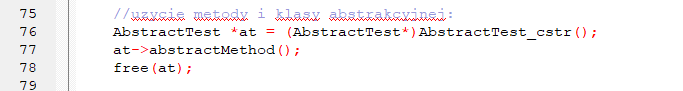 75 //uzycie metody i klasy abstrakcyjnej:
76 AbstractTest *at = (AbstractTest*)AbstractTest_cstr();
77 at->abstractMethod();
78 free(at);
79